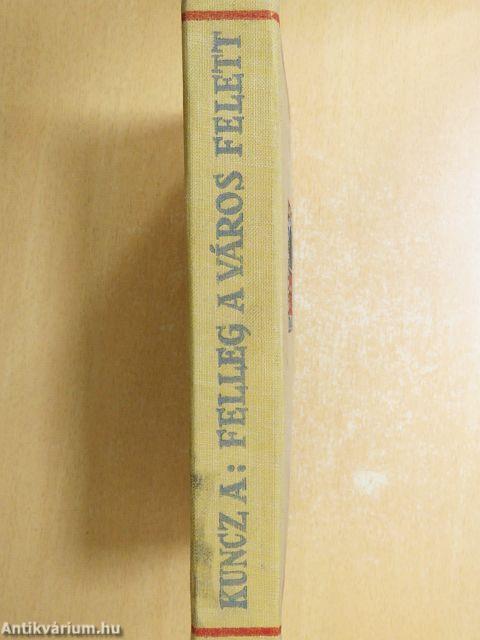 KUNCZ A: FELLEG A VÁROS FELETT
Antikvárium.hu